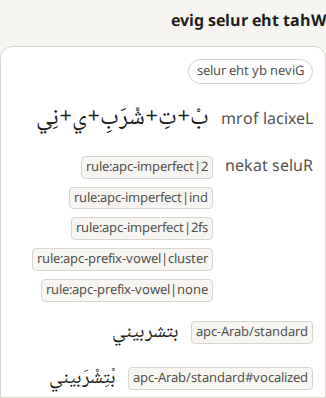 evig selur eht tahW
selur eht yb neviG
mrof lacixeL بْ+تِ+شْرَبِ+ي+نِي
nekat seluR rule:apc-imperfect|2
rule:apc-imperfect|ind
rule:apc-imperfect|2fs
rule:apc-prefix-vowel|cluster
rule:apc-prefix-vowel|none
apc-Arab/standard بتشربيني
apc-Arab/standard#vocalized بْتِشْرَبيني